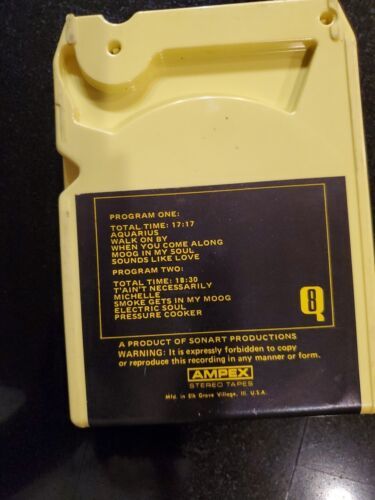 PROGRAM ONE:
TOTAL TIME: 17:17
AQUARIUS
WALK ON BY
WHEN YOU COME ALONG
MOOG IN MY SOUL
SOUNDS LIKE LOVE
PROGRAM TWO:
TOTAL TIME: 18:30
T'AIN'T NECESSARILY
MICHELLE
SMOKE GETS IN MY MOOG
ELECTRIC SOUL
PRESSURE COOKER
Q8
A PRODUCT OF SONART PRODUCTIONS
WARNING: It is expressly forbidden to copy
or reproduce this recording in any manner or form.
AMPEX
STEREO TAPES
Mfd. in Elk Grove Village, Ill. U.S.A.